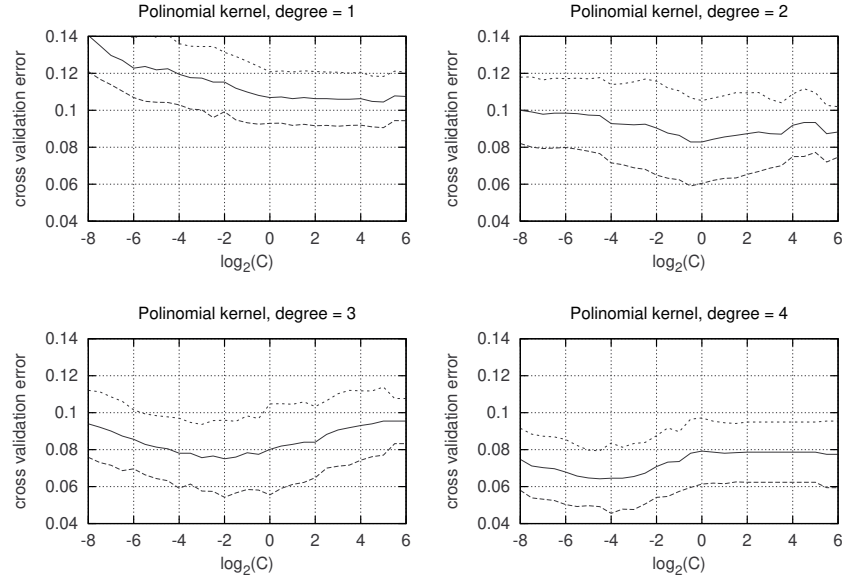 Polinomial kernel, degree = 1
cross validation error
0.14
0.12
0.1
0.08
0.06
0.04
-8 -6 -4 -2 0 2 4 6
log2(C)
Polinomial kernel, degree = 2
cross validation error
0.14
0.12
0.1
0.08
0.06
0.04
-8 -6 -4 -2 0 2 4 6
log2(C)
Polinomial kernel, degree = 3
cross validation error
0.14
0.12
0.1
0.08
0.06
0.04
-8 -6 -4 -2 0 2 4 6
log2(C)
Polinomial kernel, degree = 4
cross validation error
0.14
0.12
0.1
0.08
0.06
0.04
-8 -6 -4 -2 0 2 4 6
log2(C)